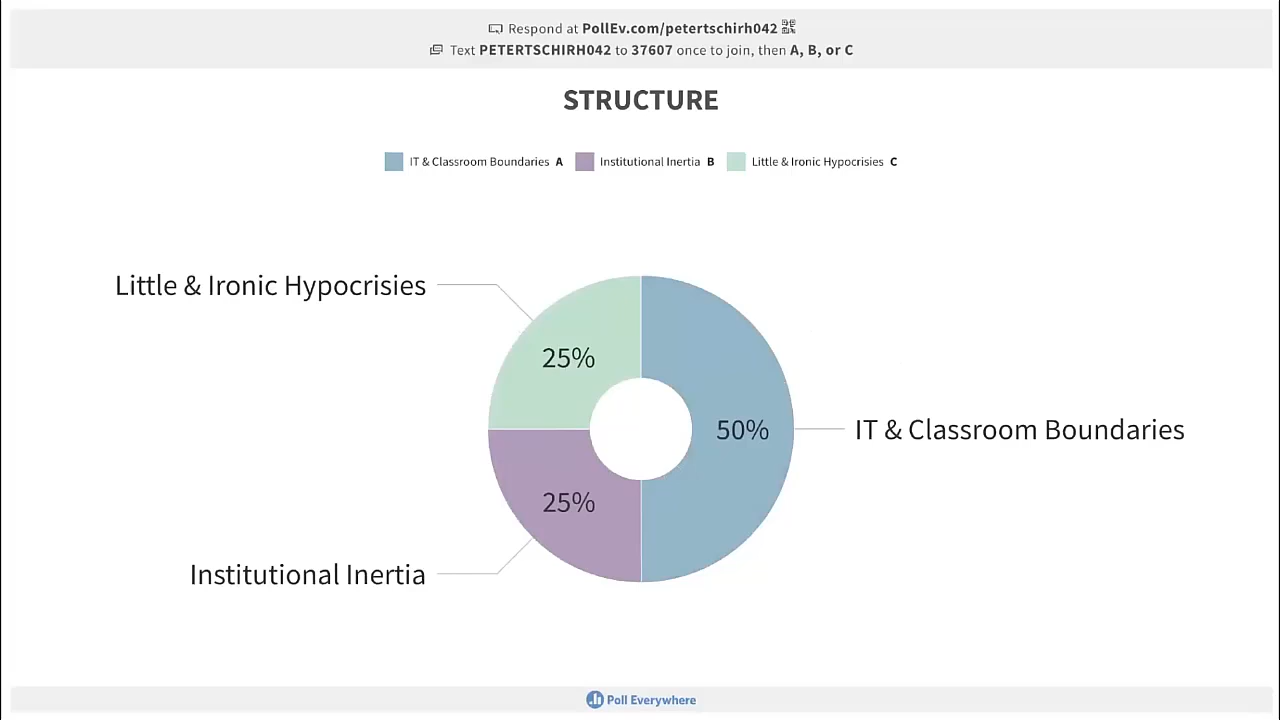 Respond at PollEv.com/petertschirh042
Text PETERTSCHIRH042 to 37607 once to join, then A, B, or C
STRUCTURE
IT & Classroom Boundaries A Institutional Inertia B Little & Ironic Hypocrisies C
Little & Ironic Hypocrisies
25%
50%
IT & Classroom Boundaries
25%
Institutional Inertia
Poll Everywhere